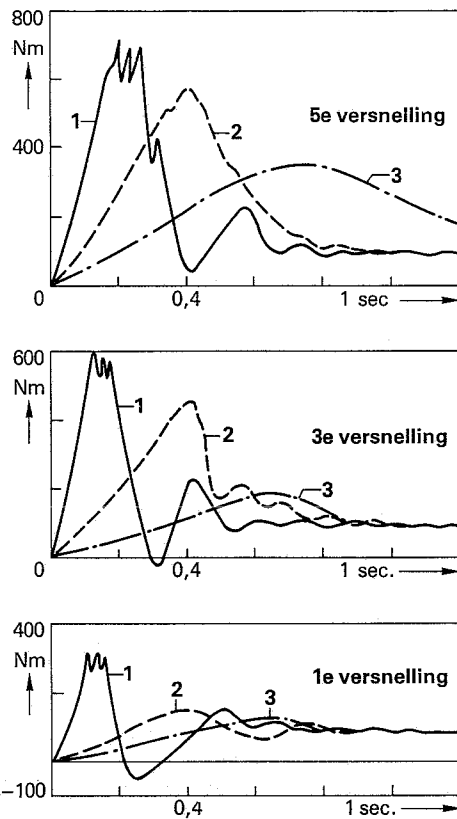 800
Nm
1
2
5e versnelling
400
3
0
0,4
1 sec
600
Nm
1
2
3e versnelling
3
0
0,4
1 sec.
400
Nm
1
1e versnelling
2
3
-100
0,4
1 sec.